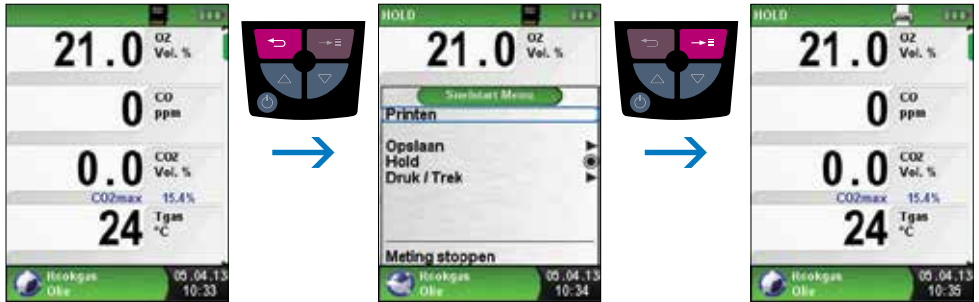 21.0 O2 Vol. %
0 CO ppm
0.0 CO2 Vol. %
CO2max 15.4%
24 Tgas °C
Rookgas 05.04.13
Olie 10:33
HOLD
21.0 O2 Vol. %
Snelstart Menu
Printen
Opslaan
Hold
Druk / Trek
Meting stoppen
Rookgas 05.04.13
Olie 10:34
HOLD
21.0 O2 Vol. %
0 CO ppm
0.0 CO2 Vol. %
CO2max 15.4%
24 Tgas °C
Rookgas 05.04.13
Olie 10:35